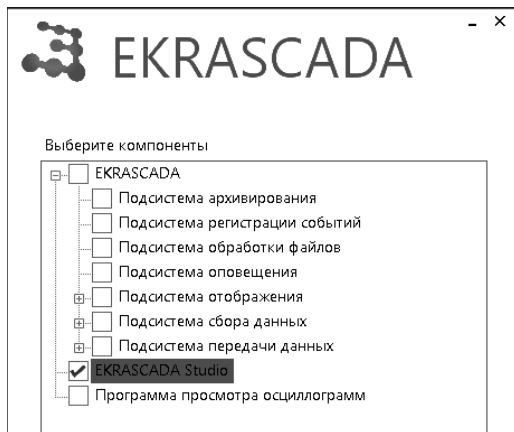 EKRASCADA
Выберите компоненты
EKRASCADA
Подсистема архивирования
Подсистема регистрации событий
Подсистема обработки файлов
Подсистема оповещения
Подсистема отображения
Подсистема сбора данных
Подсистема передачи данных
EKRASCADA Studio
Программа просмотра осциллограмм